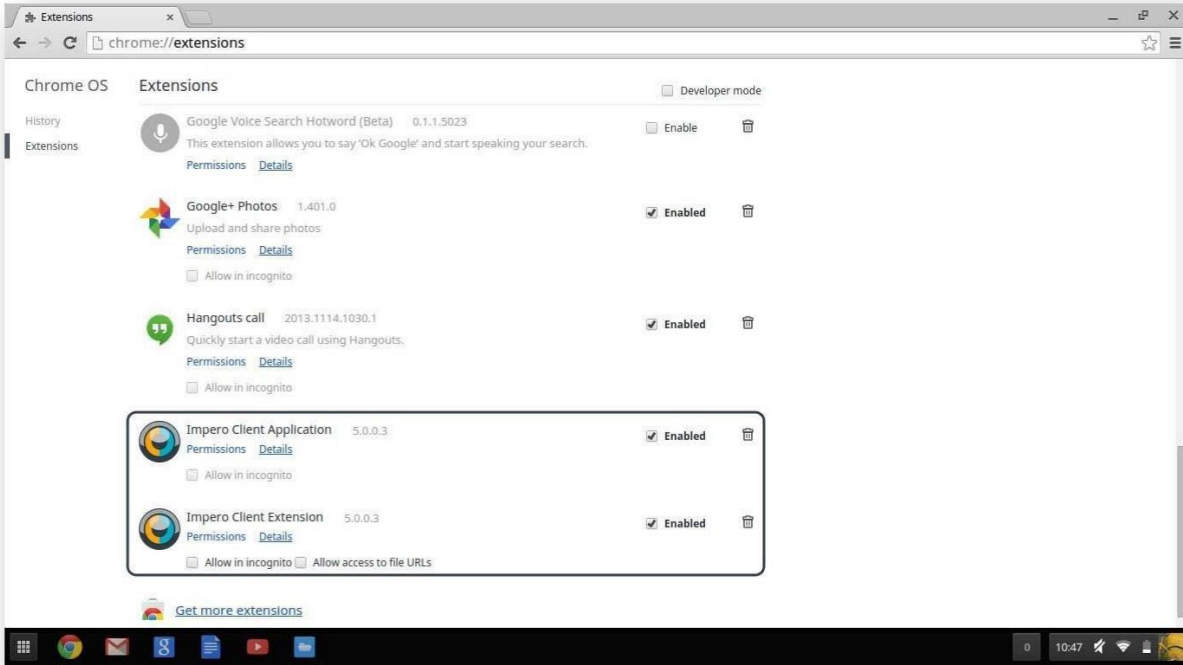 Extensions
chrome://extensions
Chrome OS
Extensions
Developer mode
History
Extensions
Google Voice Search Hotword (Beta) 0.1.1.5023
Enable
This extension allows you to say 'Ok Google' and start speaking your search.
Permissions Details
Google+ Photos 1.401.0
Enabled
Upload and share photos
Permissions Details
Allow in incognito
Hangouts call 2013.1114.1030.1
Enabled
Quickly start a video call using Hangouts.
Permissions Details
Allow in incognito
Impero Client Application 5.0.0.3
Enabled
Permissions Details
Allow in incognito
Impero Client Extension 5.0.0.3
Enabled
Permissions Details
Allow in incognito Allow access to file URLs
Get more extensions
8
0 10:47